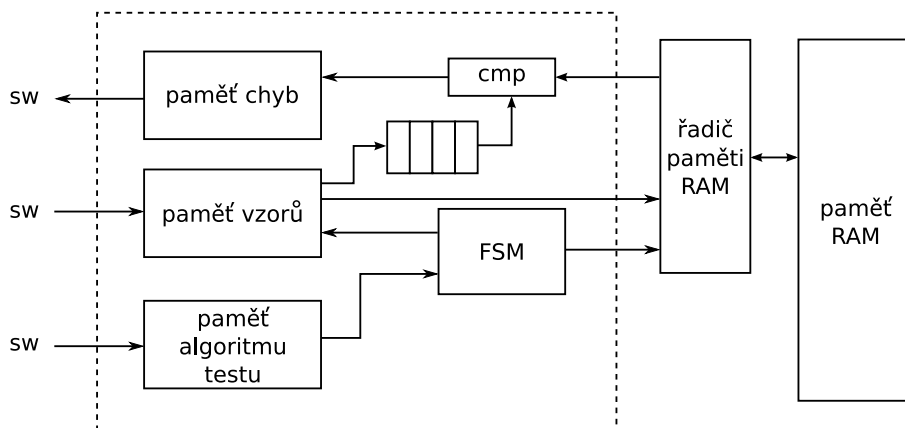 sw
paměť chyb
cmp
řadič
paměti
RAM
sw
paměť vzorů
FSM
paměť
RAM
sw
paměť
algoritmu
testu